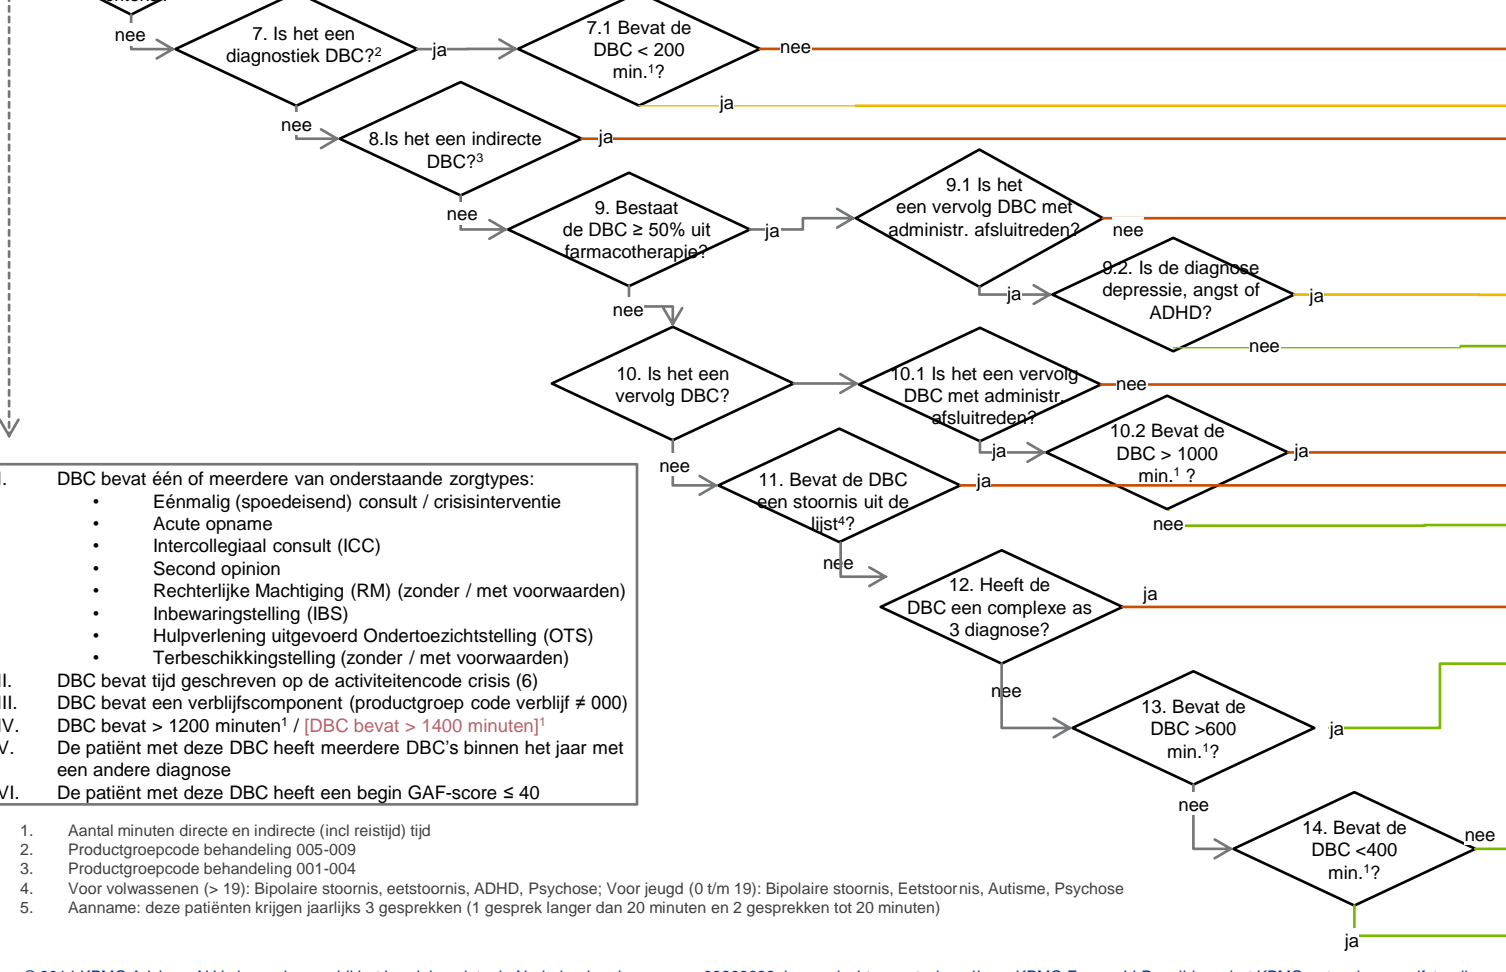 nee
7. Is het een
diagnostiek DBC?²
ja
7.1 Bevat de
DBC < 200
min.¹?
nee
ja
nee
8.Is het een indirecte
DBC?³
ja
nee
9. Bestaat
de DBC ≥ 50% uit
farmacotherapie?
ja
9.1 Is het
een vervolg DBC met
administr. afsluitreden?
nee
ja
9.2. Is de diagnose
depressie, angst of
ADHD?
ja
nee
nee
10. Is het een
vervolg DBC?
10.1 Is het een vervolg
DBC met administr.
afsluitreden?
nee
ja
10.2 Bevat de
DBC > 1000
min.¹ ?
ja
nee
nee
11. Bevat de DBC
een stoornis uit de
lijst⁴?
ja
nee
12. Heeft de
DBC een complexe as
3 diagnose?
ja
nee
13. Bevat de
DBC >600
min.¹?
ja
nee
14. Bevat de
DBC <400
min.¹?
nee
ja
I. DBC bevat één of meerdere van onderstaande zorgtypes:
• Eénmalig (spoedeisend) consult / crisisinterventie
• Acute opname
• Intercollegiaal consult (ICC)
• Second opinion
• Rechterlijke Machtiging (RM) (zonder / met voorwaarden)
• Inbewaringstelling (IBS)
• Hulpverlening uitgevoerd Ondertoezichtstelling (OTS)
• Terbeschikkingstelling (zonder / met voorwaarden)
II. DBC bevat tijd geschreven op de activiteitencode crisis (6)
III. DBC bevat een verblijfscomponent (productgroep code verblijf ≠ 000)
IV. DBC bevat > 1200 minuten¹ / [DBC bevat > 1400 minuten]¹
V. De patiënt met deze DBC heeft meerdere DBC's binnen het jaar met
een andere diagnose
VI. De patiënt met deze DBC heeft een begin GAF-score ≤ 40
1. Aantal minuten directe en indirecte (incl reistijd) tijd
2. Productgroepcode behandeling 005-009
3. Productgroepcode behandeling 001-004
4. Voor volwassenen (> 19): Bipolaire stoornis, eetstoornis, ADHD, Psychose; Voor jeugd (0 t/m 19): Bipolaire stoornis, Eetstoornis, Autisme, Psychose
5. Aanname: deze patiënten krijgen jaarlijks 3 gesprekken (1 gesprek langer dan 20 minuten en 2 gesprekken tot 20 minuten)